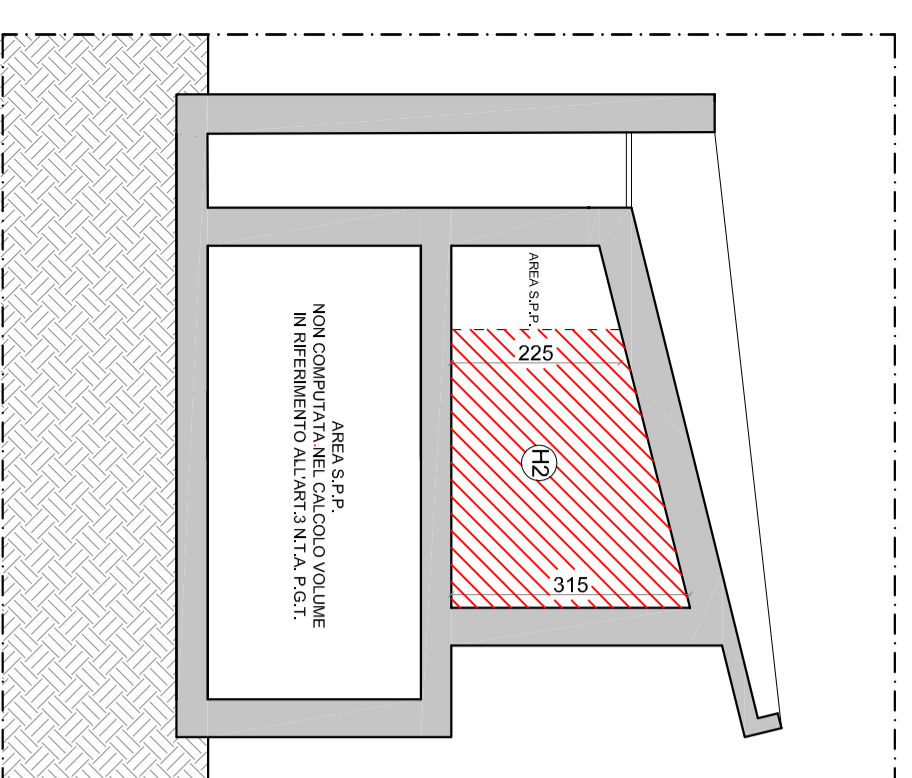 AREA S.P.P.
225
H2
315
AREA S.P.P.
NON COMPUTATA NEL CALCOLO VOLUME
IN RIFERIMENTO ALL'ART.3 N.T.A. P.G.T.